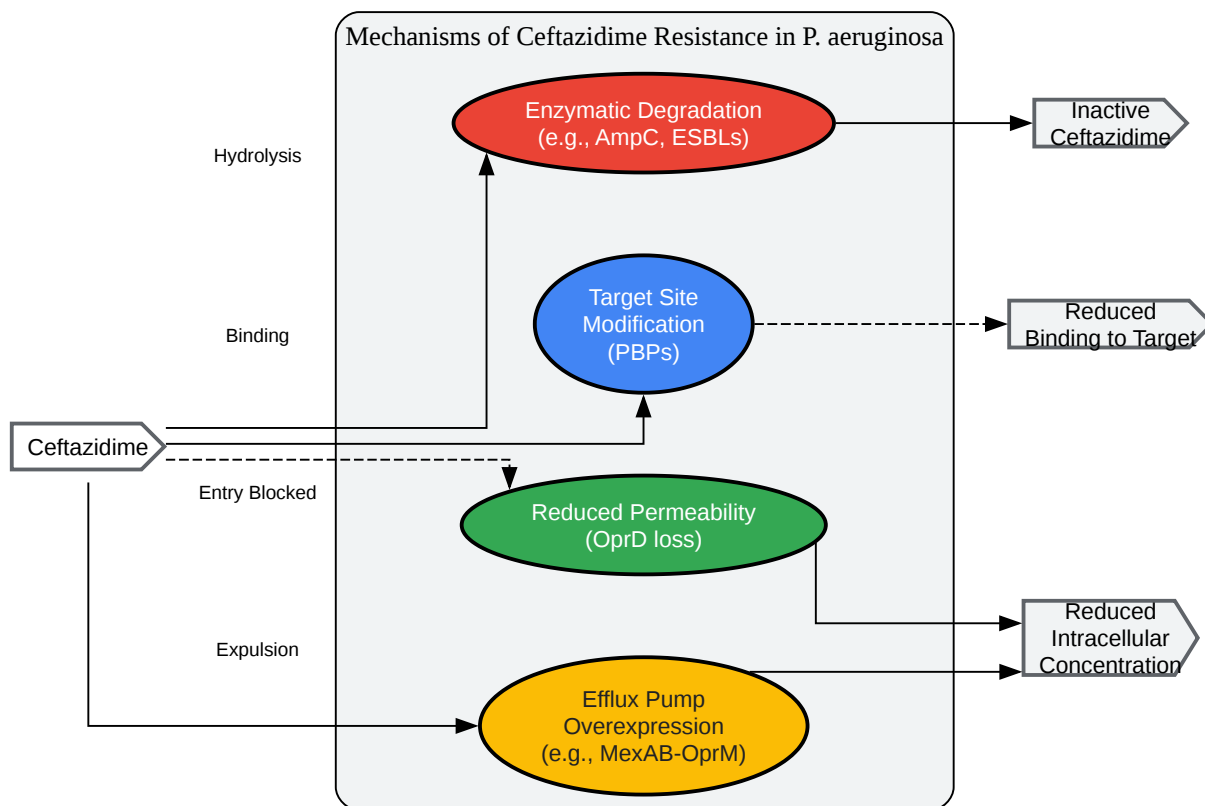 Mechanisms of Ceftazidime Resistance in P. aeruginosa
Enzymatic Degradation
(e.g., AmpC, ESBLs)
Inactive
Ceftazidime
Hydrolysis
Target Site
Modification
(PBPs)
Reduced
Binding to Target
Binding
Ceftazidime
Entry Blocked
Reduced Permeability
(OprD loss)
Reduced
Intracellular
Concentration
Expulsion
Efflux Pump
Overexpression
(e.g., MexAB-OprM)